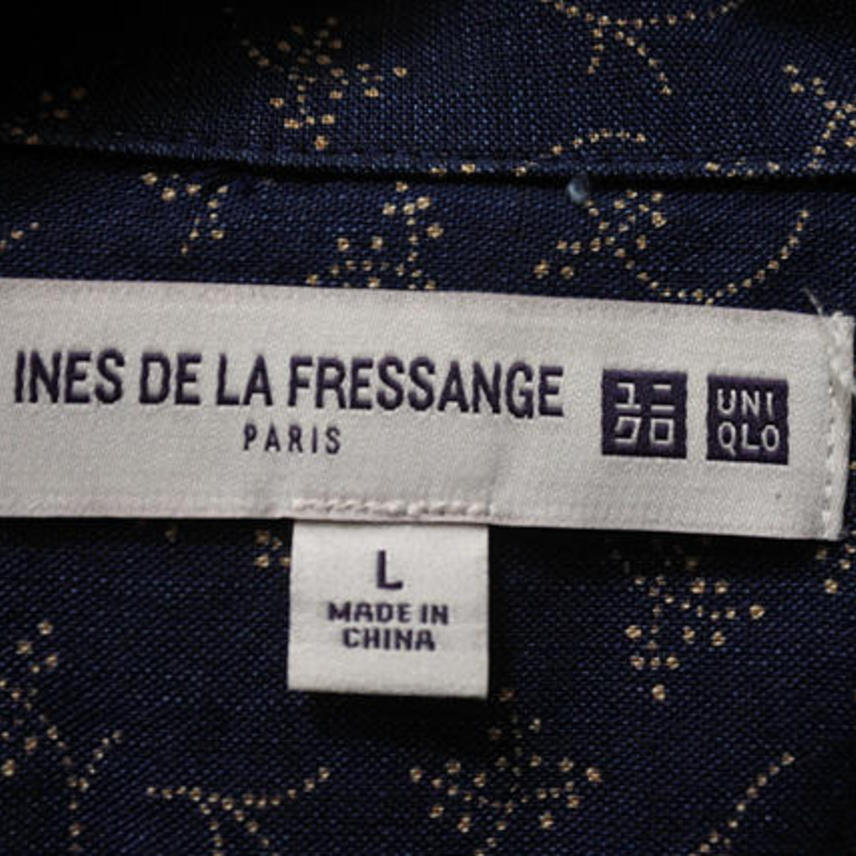 INES DE LA FRESSANGE
PARIS
ユニ
クロ
UNI
QLO
L
MADE IN
CHINA